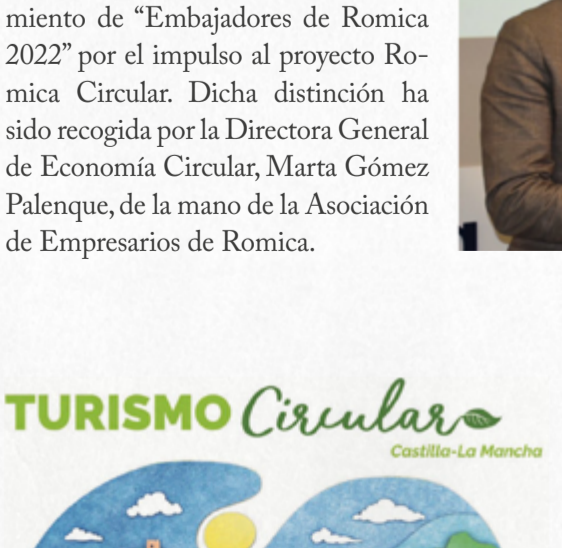 miento de “Embajadores de Romica
2022” por el impulso al proyecto Ro-
mica Circular. Dicha distinción ha
sido recogida por la Directora General
de Economía Circular, Marta Gómez
Palenque, de la mano de la Asociación
de Empresarios de Romica.
TURISMO Circular
Castilla-La Mancha